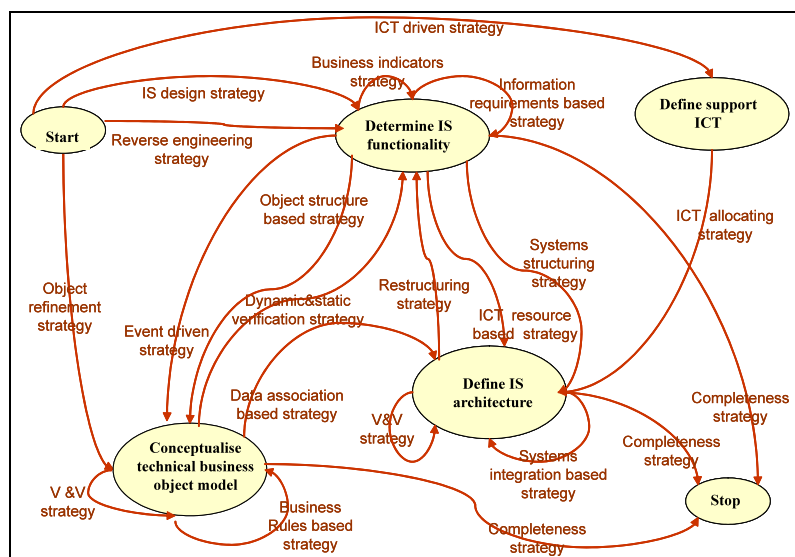 ICT driven strategy
Business indicators
strategy
IS design strategy
Information
requirements based
strategy
Define support
ICT
Start
Determine IS
functionality
Reverse engineering
strategy
Object structure
based strategy
ICT allocating
strategy
Systems
structuring
strategy
Object
refinement
strategy
Dynamic&static
verification strategy
Restructuring
strategy
ICT resource
based strategy
Event driven
strategy
Define IS
architecture
Data association
based strategy
V&V
strategy
Completeness
strategy
Completeness
strategy
Conceptualise
technical business
object model
Systems
integration based
strategy
V &V
strategy
Business
Rules based
strategy
Stop
Completeness
strategy